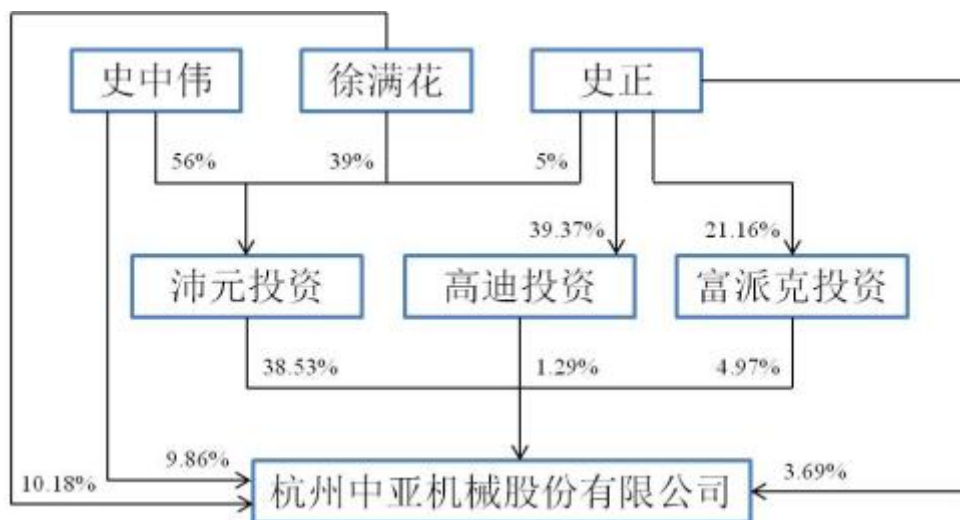 史中伟
徐满花
史正
56%
39%
5%
39.37%
21.16%
沛元投资
高迪投资
富派克投资
38.53%
1.29%
4.97%
9.86%
10.18%
3.69%
杭州中亚机械股份有限公司